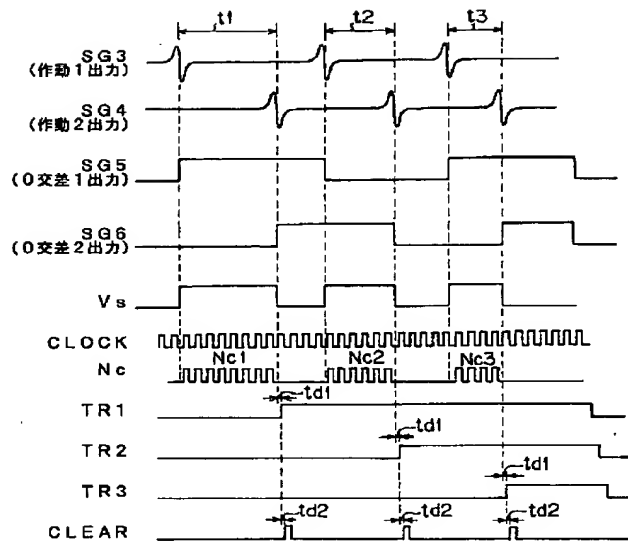 t1 t2 t3
SG3
(作動1出力)
SG4
(作動2出力)
SG5
(0交差1出力)
SG6
(0交差2出力)
Vs
CLOCK
Nc1 Nc2 Nc3
Nc
td1
TR1
td1
TR2
td1
TR3
td2 td2 td2
CLEAR